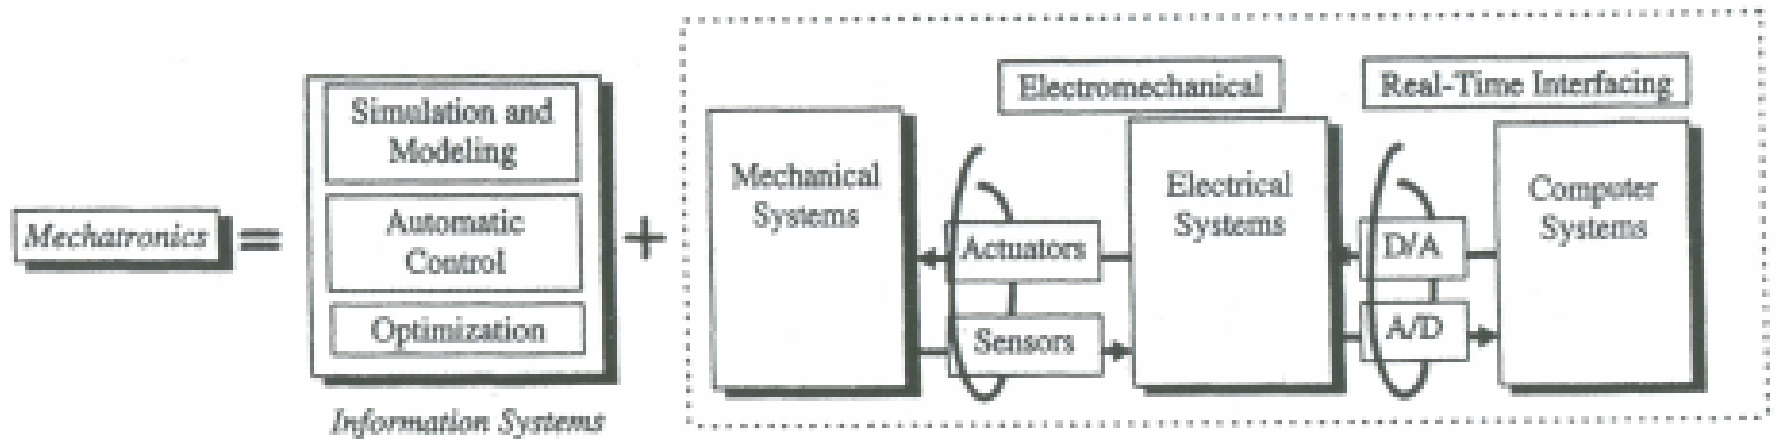 Mechatronics
=
Simulation and
Modeling
Automatic
Control
Optimization
Information Systems
+
Mechanical
Systems
Electromechanical
Actuators
Sensors
Electrical
Systems
Real-Time Interfacing
D/A
A/D
Computer
Systems